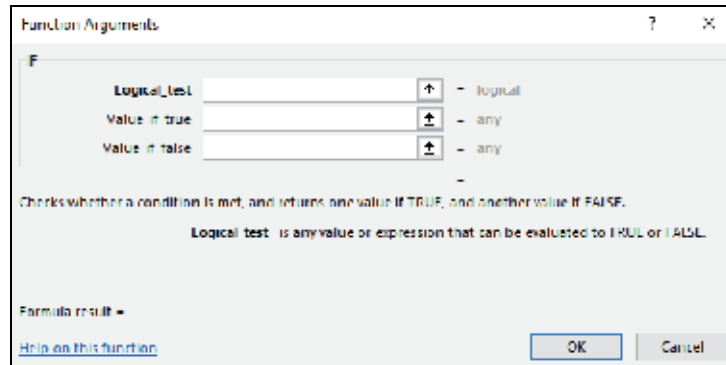 Function Arguments ? ×
IF
Logical_test = logical
Value_if_true = any
Value_if_false = any
=
Checks whether a condition is met, and returns one value if TRUE, and another value if FALSE.
Logical_test is any value or expression that can be evaluated to TRUE or FALSE.
Formula result =
Help on this function OK Cancel